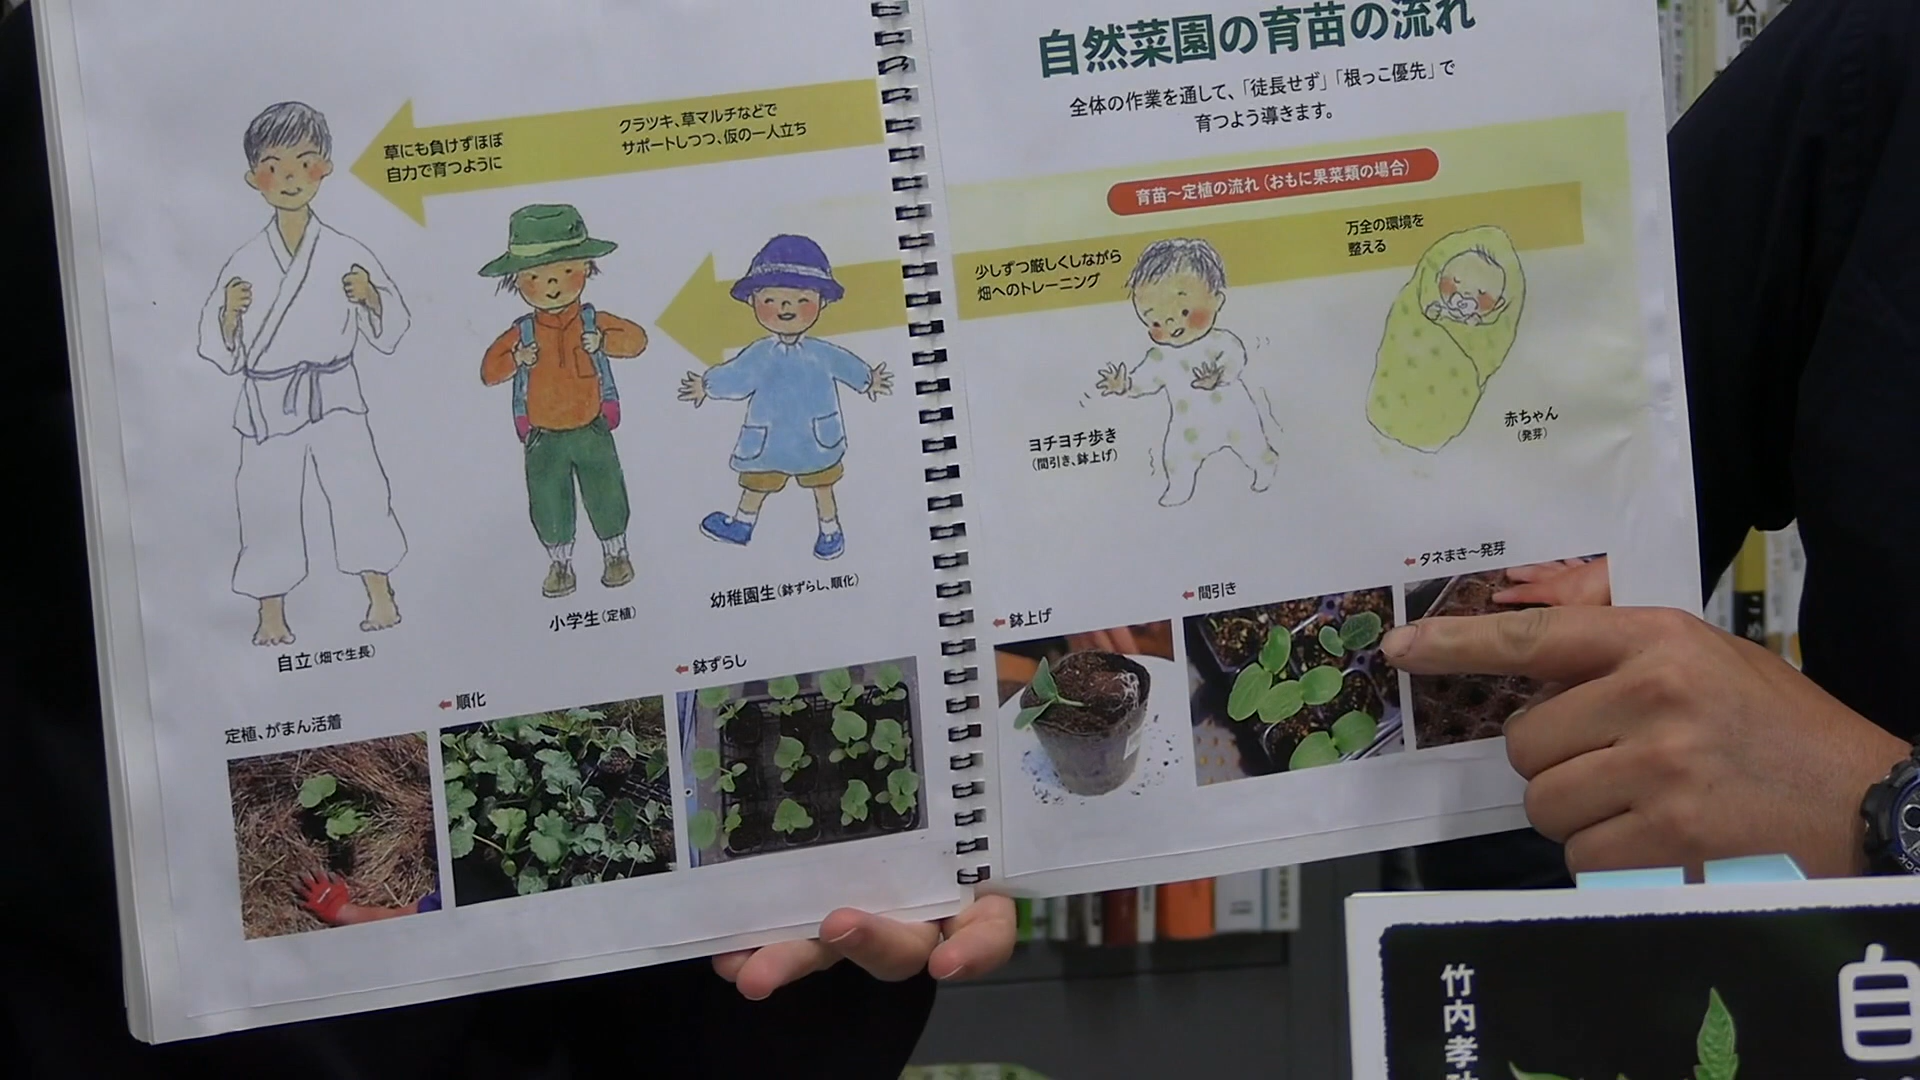 自然菜園の育苗の流れ
全体の作業を通して、「徒長せず」「根っこ優先」で
育つよう導きます。
育苗〜定植の流れ（おもに果菜類の場合）
万全の環境を
整える
少しずつ厳しくしながら
畑へのトレーニング
クラツキ、草マルチなどで
サポートしつつ、仮の一人立ち
草にも負けずほぼ
自力で育つように
赤ちゃん
（発芽）
ヨチヨチ歩き
（間引き、鉢上げ）
幼稚園生（鉢ずらし、順化）
小学生（定植）
自立（畑で生長）
タネまき〜発芽
間引き
鉢上げ
鉢ずらし
順化
定植、がまん活着
竹内孝
自
人間